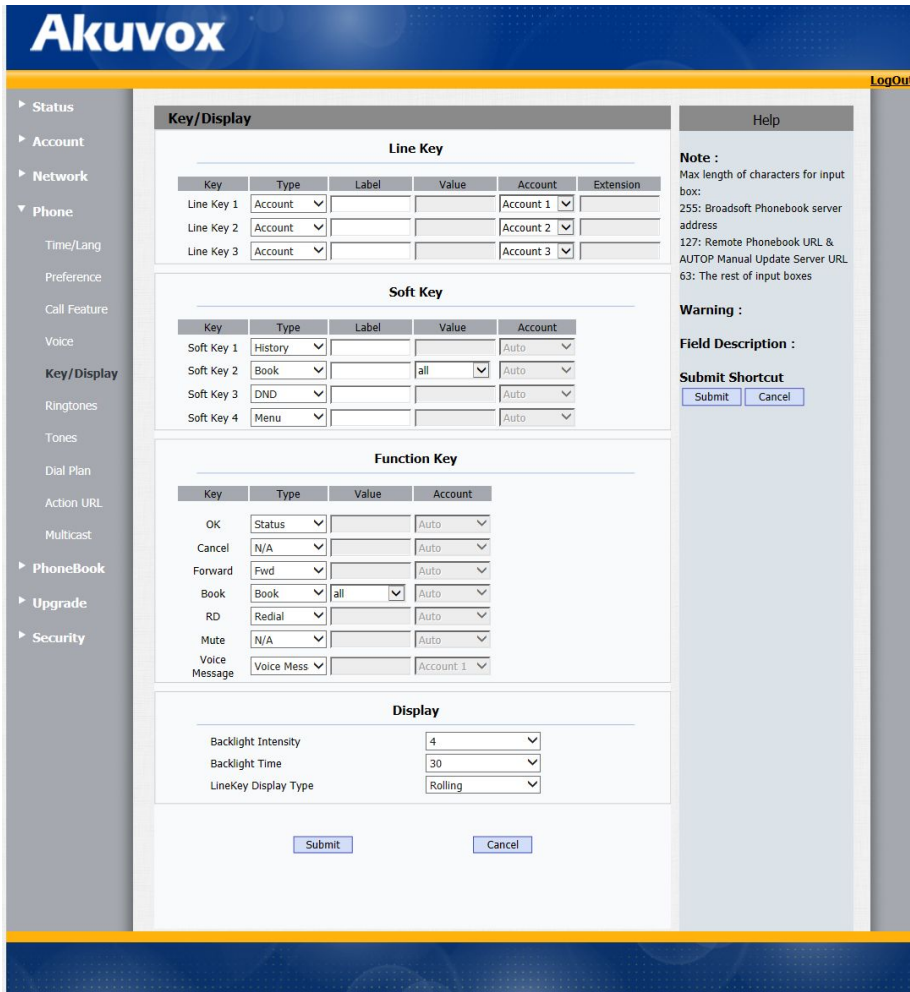 Akuvox
LogOut
Status
Account
Network
Phone
Time/Lang
Preference
Call Feature
Voice
Key/Display
Ringtones
Tones
Dial Plan
Action URL
Multicast
PhoneBook
Upgrade
Security
Key/Display
Line Key
Key Type Label Value Account Extension
Line Key 1 Account Account 1
Line Key 2 Account Account 2
Line Key 3 Account Account 3
Soft Key
Key Type Label Value Account
Soft Key 1 History Auto
Soft Key 2 Book all Auto
Soft Key 3 DND Auto
Soft Key 4 Menu Auto
Function Key
Key Type Value Account
OK Status Auto
Cancel N/A Auto
Forward Fwd Auto
Book Book all Auto
RD Redial Auto
Mute N/A Auto
Voice
Message Voice Mess Account 1
Display
Backlight Intensity 4
Backlight Time 30
LineKey Display Type Rolling
Submit Cancel
Help
Note :
Max length of characters for input
box:
255: Broadsoft Phonebook server
address
127: Remote Phonebook URL &
AUTOP Manual Update Server URL
63: The rest of input boxes
Warning :
Field Description :
Submit Shortcut
Submit Cancel